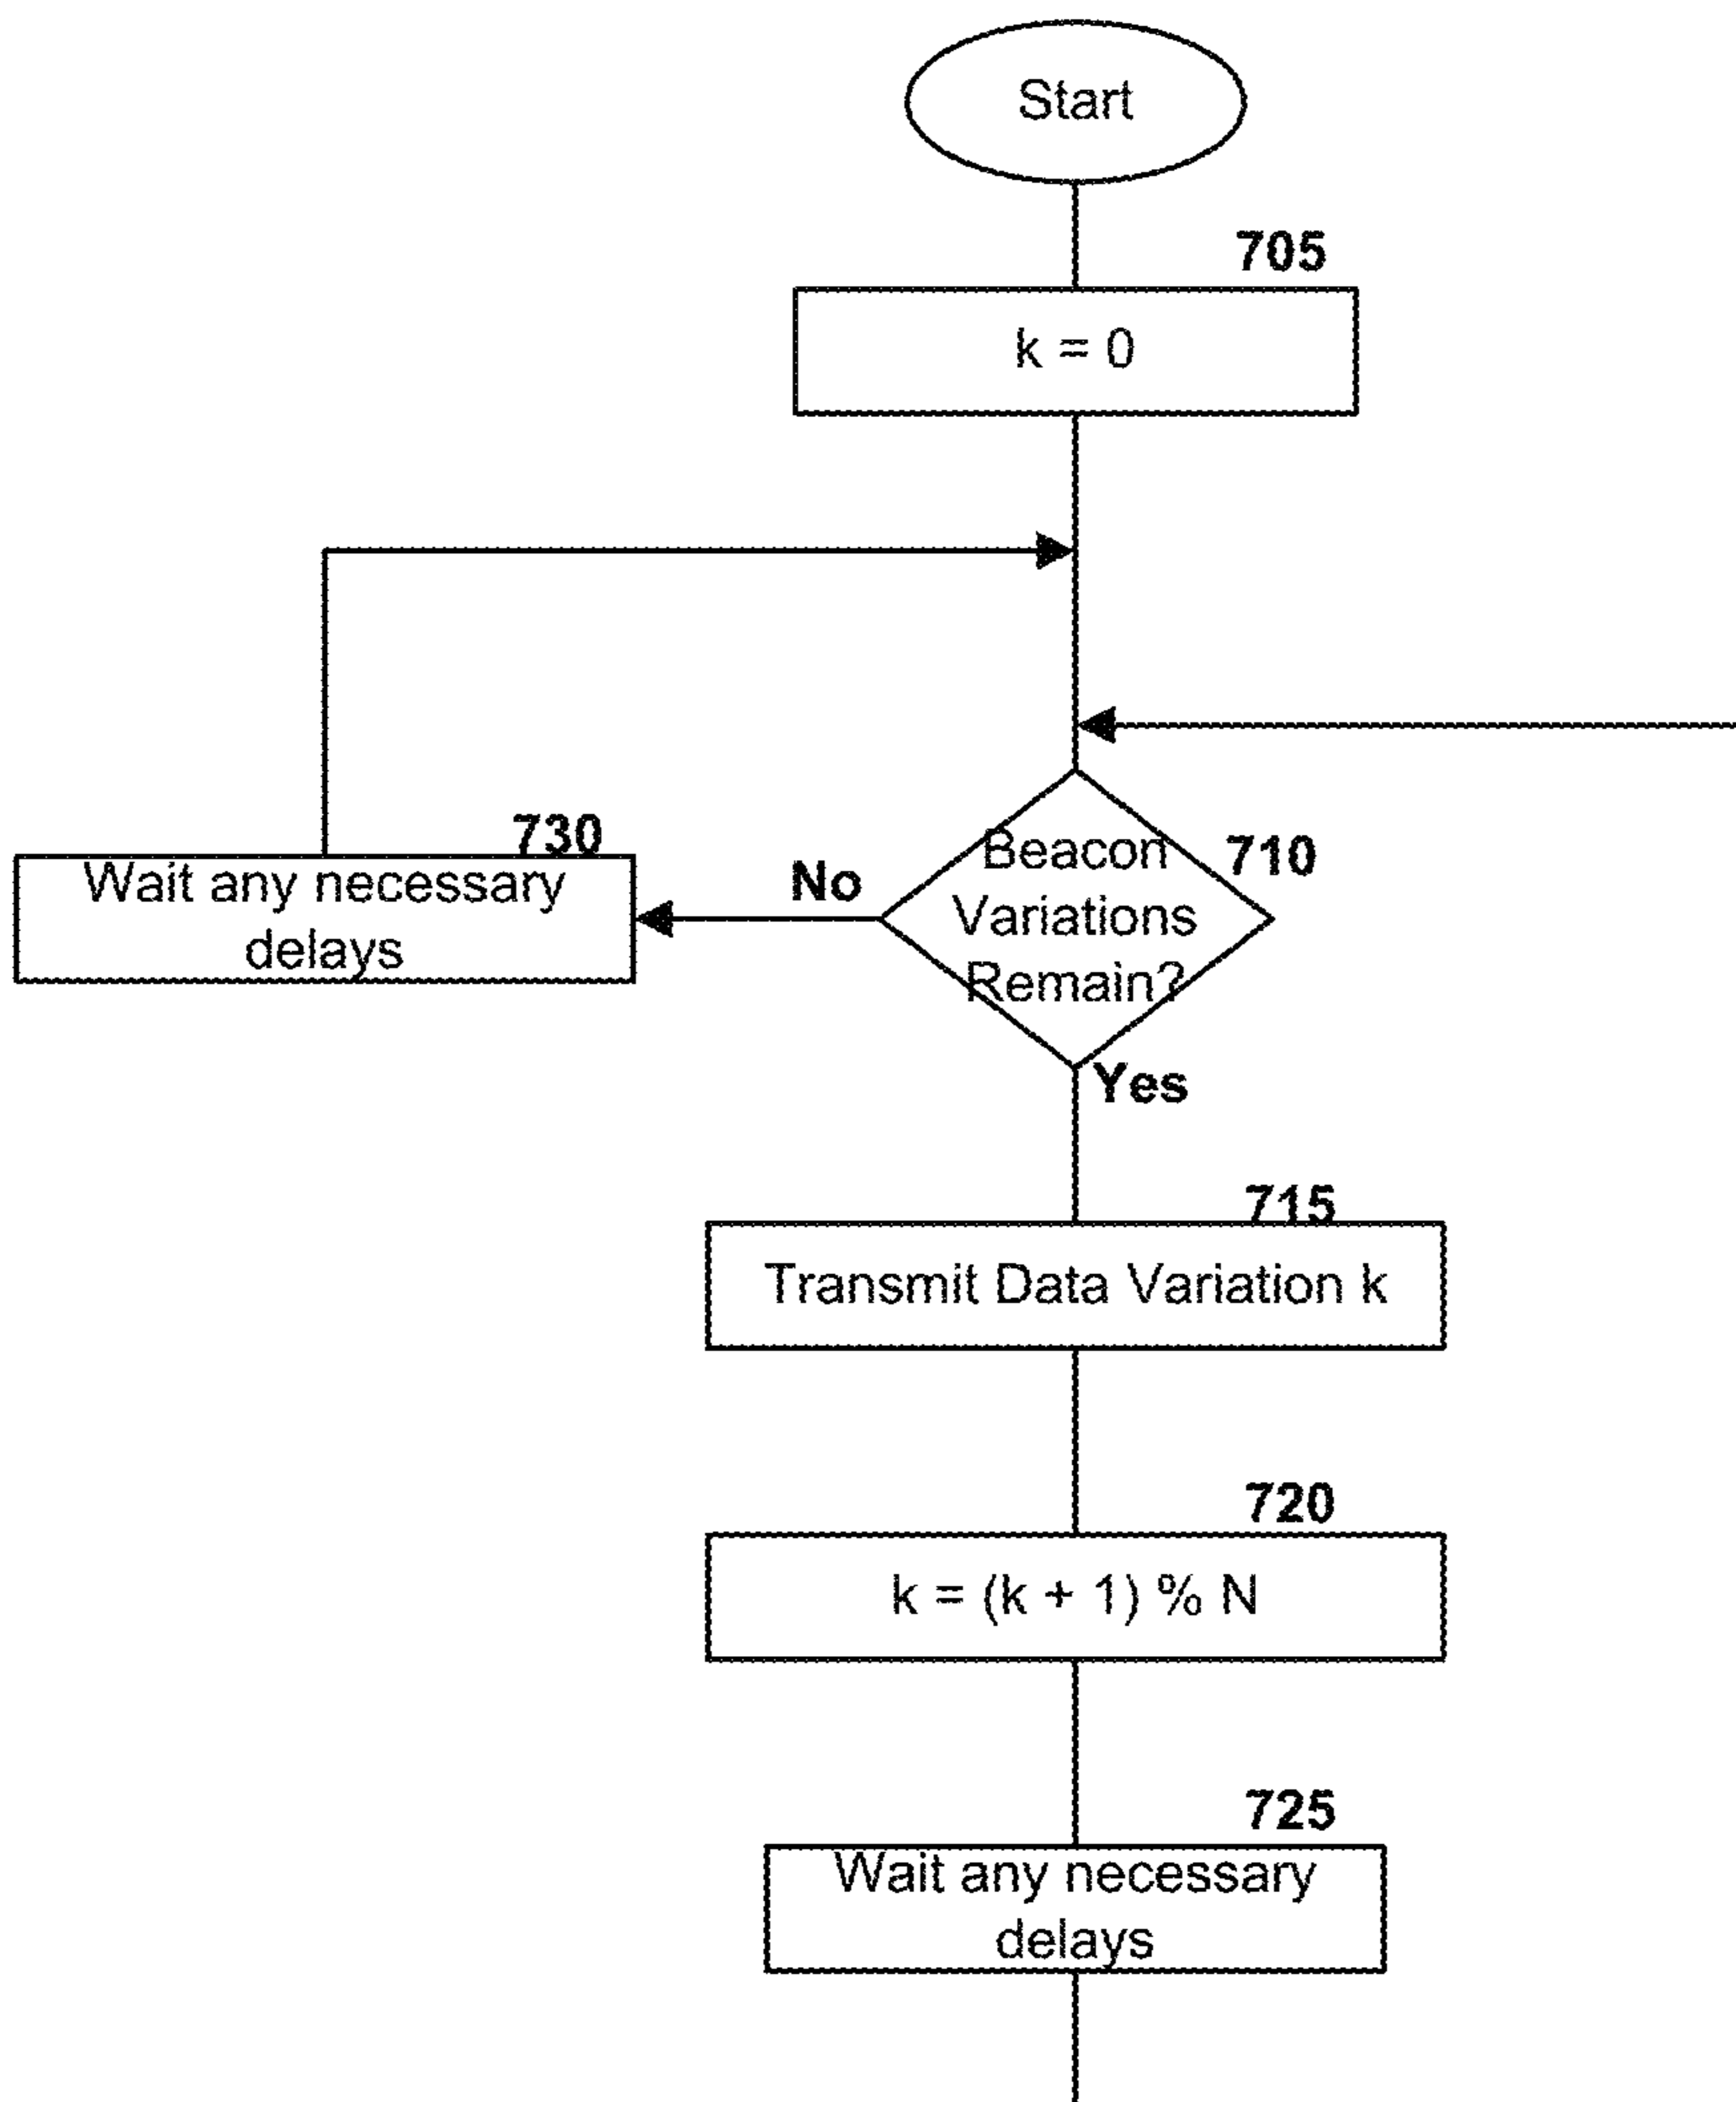 Start
705
k = 0
730
Wait any necessary
delays
No
Beacon
Variations
Remain?
710
Yes
715
Transmit Data Variation k
720
k = (k + 1) % N
725
Wait any necessary
delays